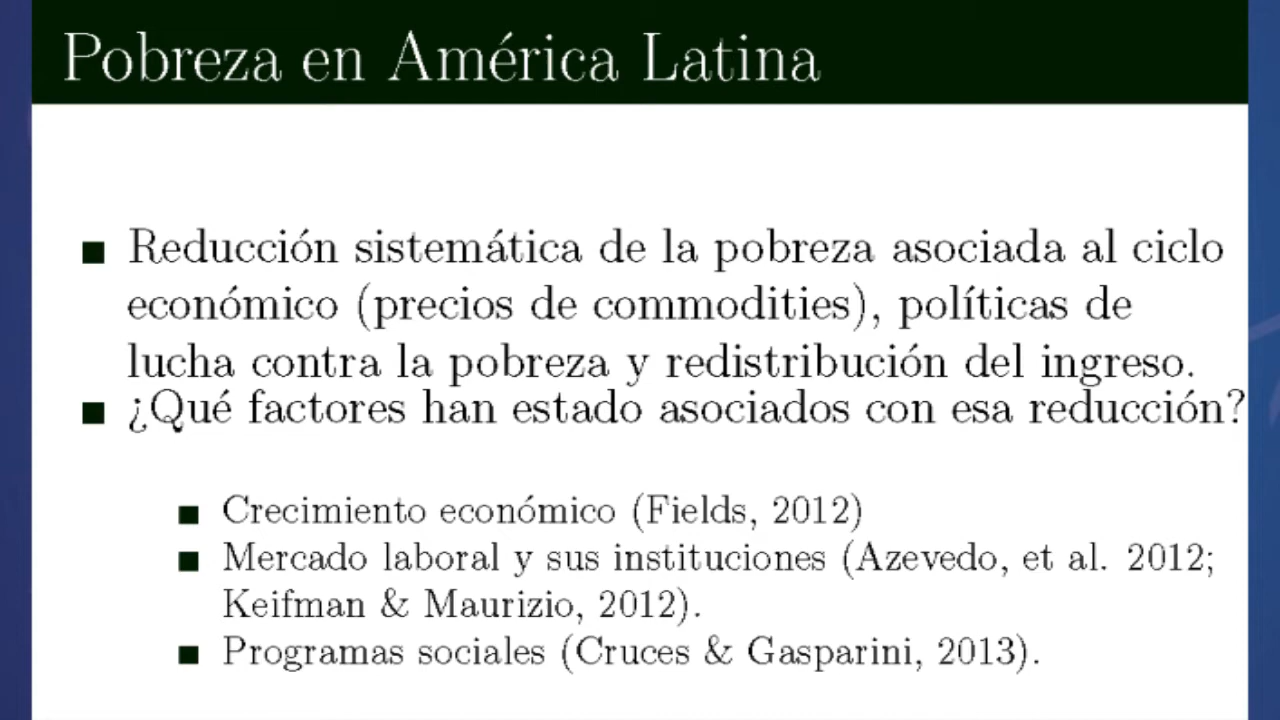 Pobreza en América Latina
Reducción sistemática de la pobreza asociada al ciclo
económico (precios de commodities), políticas de
lucha contra la pobreza y redistribución del ingreso.
¿Qué factores han estado asociados con esa reducción?
Crecimiento económico (Fields, 2012)
Mercado laboral y sus instituciones (Azevedo, et al. 2012;
Keifman & Maurizio, 2012).
Programas sociales (Cruces & Gasparini, 2013).